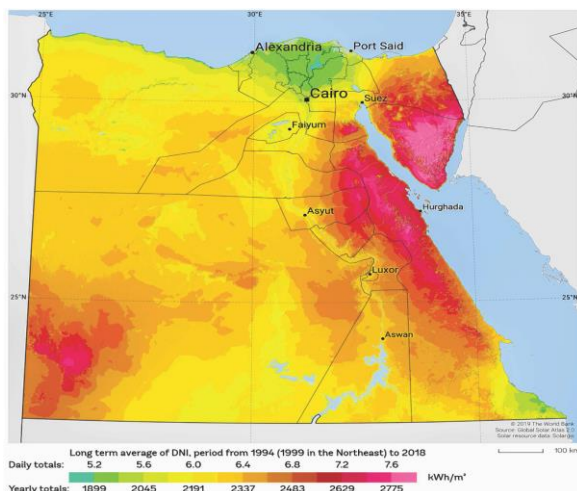 25°E 30°E 35°E
Alexandria
Port Said
30°N Cairo Suez 30°N
Faiyum
Asyut
Hurghada
Luxor
25°N 25°N
Aswan
© 2019 The World Bank
Source: Global Solar Atlas 2.0
Solar resource data: Solargis
Long term average of DNI, period from 1994 (1999 in the Northeast) to 2018
100 km
Daily totals: 5.2 5.6 6.0 6.4 6.8 7.2 7.6
kWh/m²
Yearly totals: 1899 2045 2191 2337 2483 2629 2775